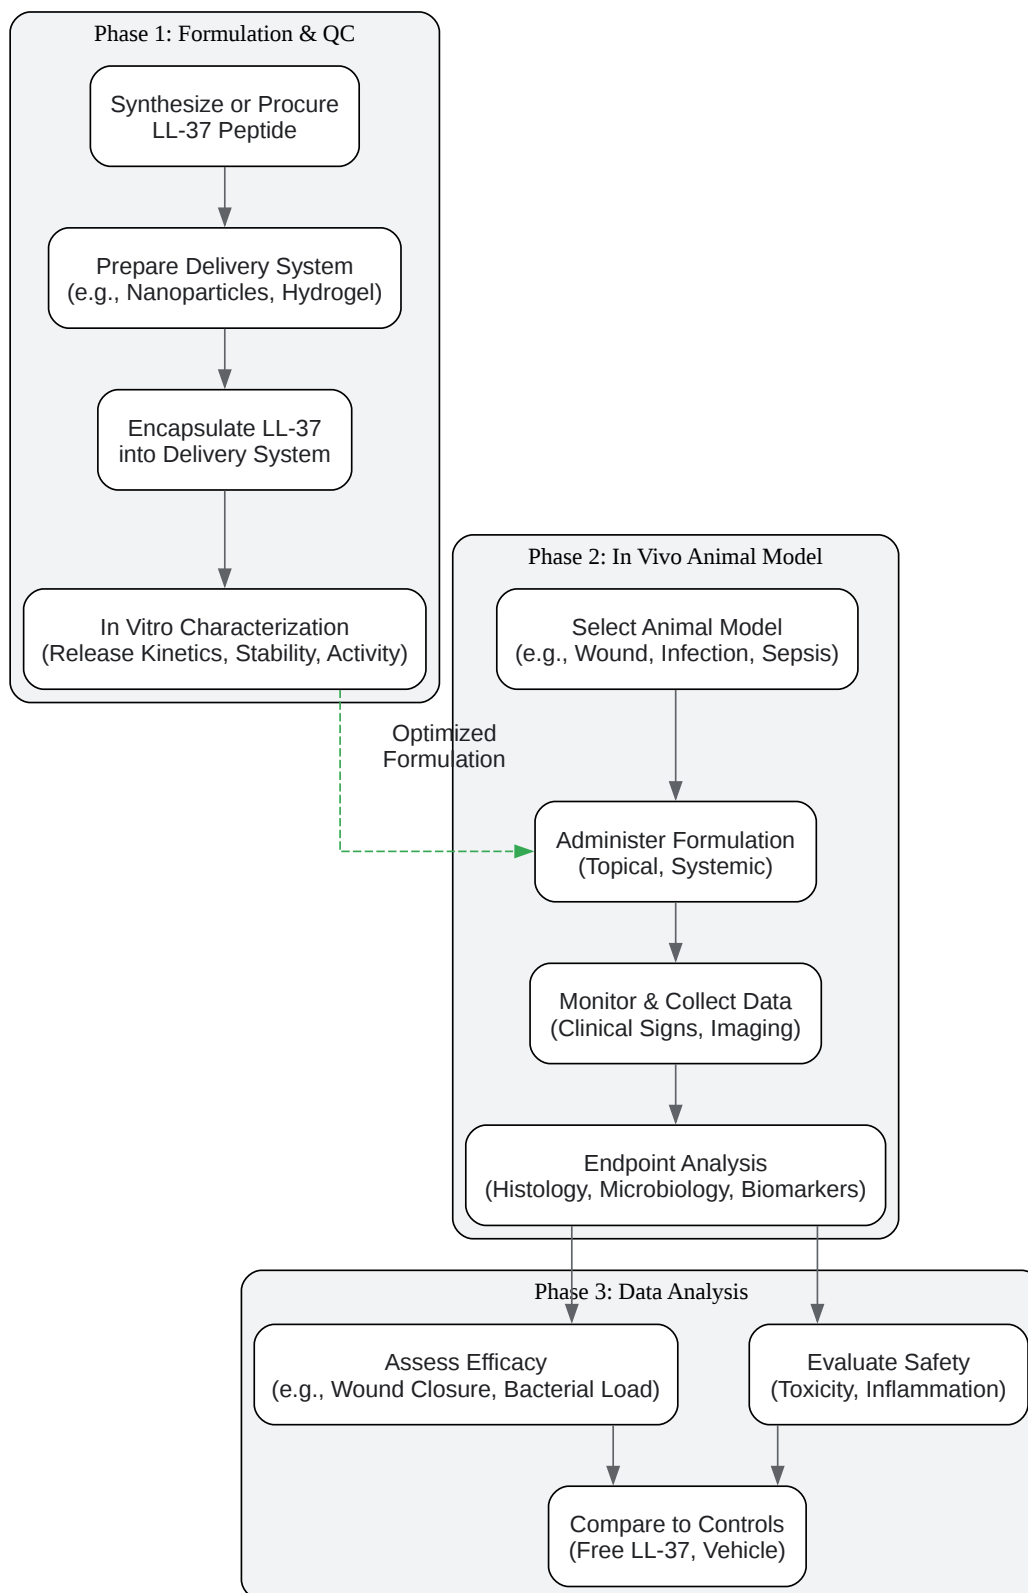 Phase 1: Formulation & QC
Synthesize or Procure
LL-37 Peptide
Prepare Delivery System
(e.g., Nanoparticles, Hydrogel)
Encapsulate LL-37
into Delivery System
In Vitro Characterization
(Release Kinetics, Stability, Activity)
Optimized
Formulation
Phase 2: In Vivo Animal Model
Select Animal Model
(e.g., Wound, Infection, Sepsis)
Administer Formulation
(Topical, Systemic)
Monitor & Collect Data
(Clinical Signs, Imaging)
Endpoint Analysis
(Histology, Microbiology, Biomarkers)
Phase 3: Data Analysis
Assess Efficacy
(e.g., Wound Closure, Bacterial Load)
Evaluate Safety
(Toxicity, Inflammation)
Compare to Controls
(Free LL-37, Vehicle)